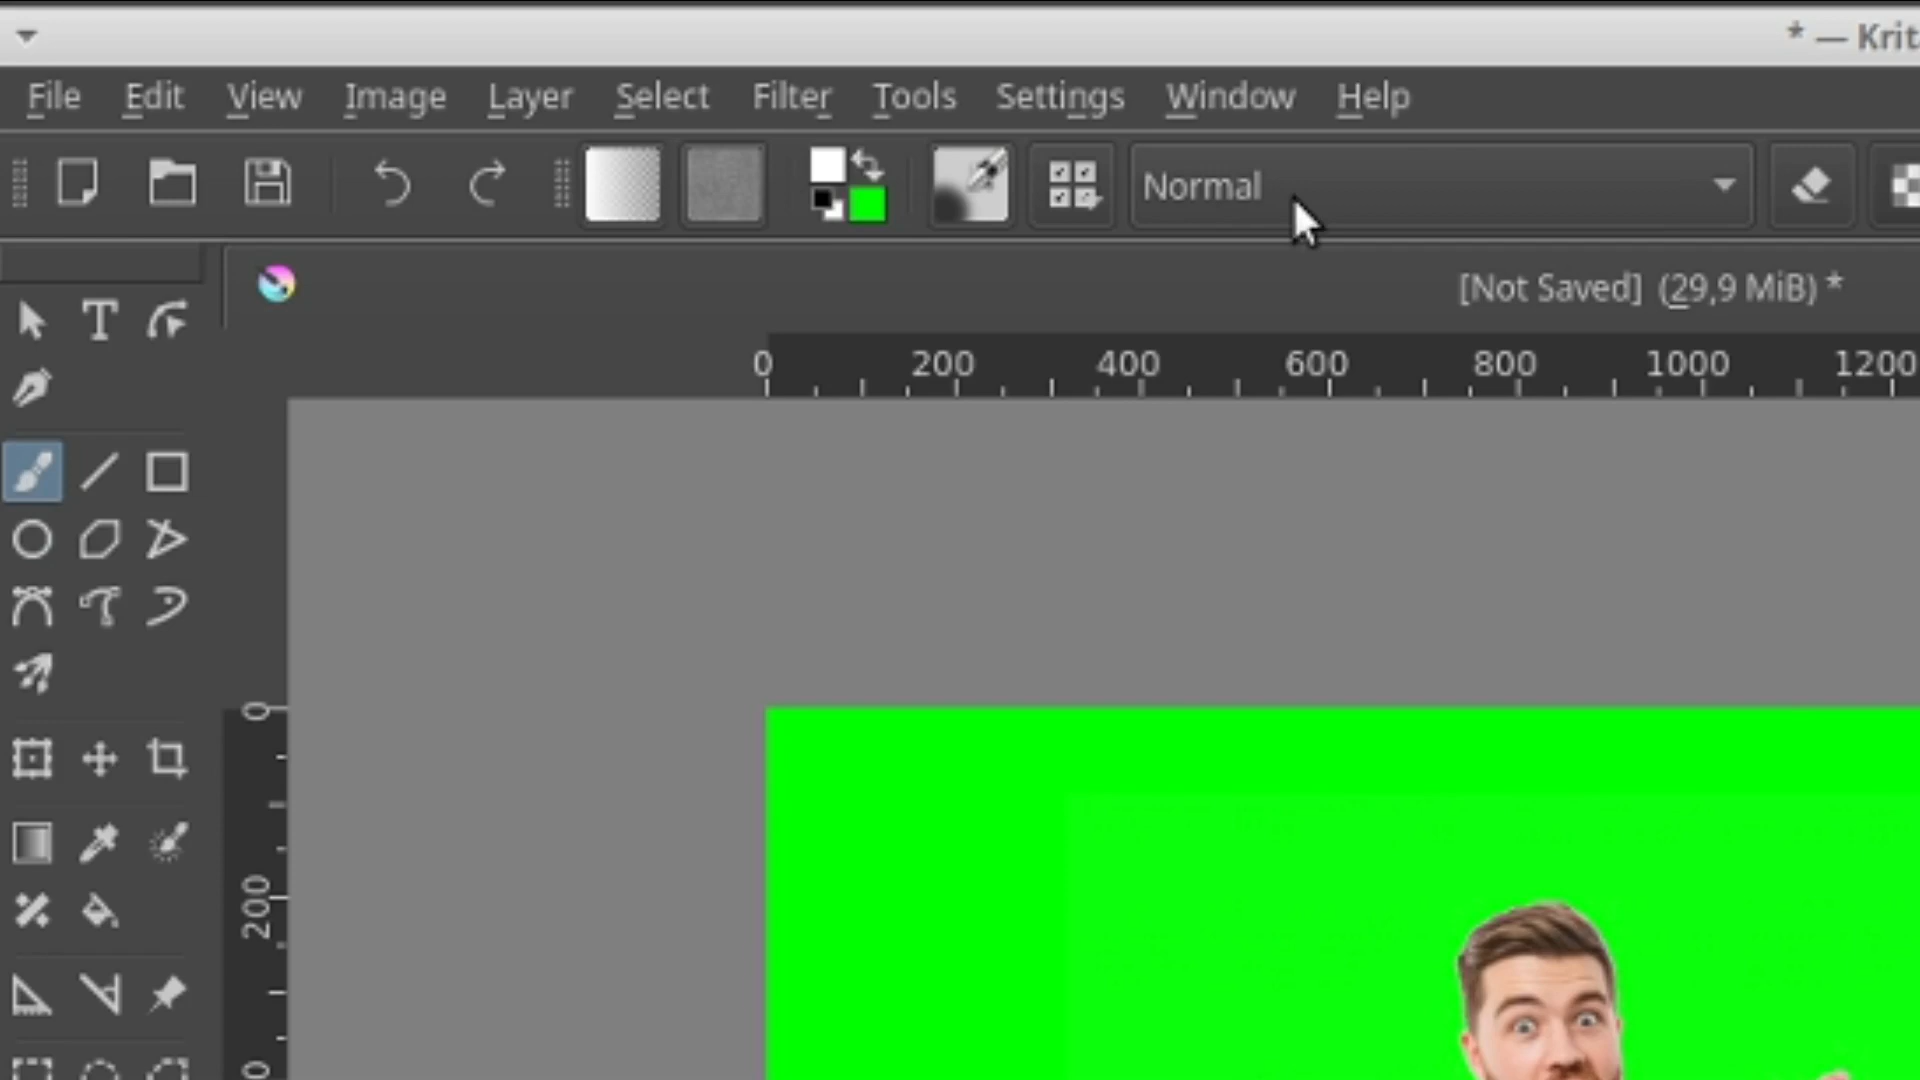 * — Krit
File Edit View Image Layer Select Filter Tools Settings Window Help
Normal
[Not Saved] (29,9 MiB) *
0 200 400 600 800 1000 1200
0
200